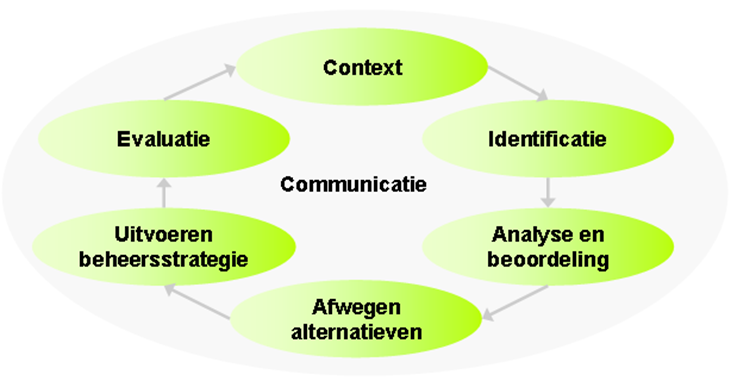 Context
Identificatie
Analyse en
beoordeling
Afwegen
alternatieven
Uitvoeren
beheersstrategie
Evaluatie
Communicatie